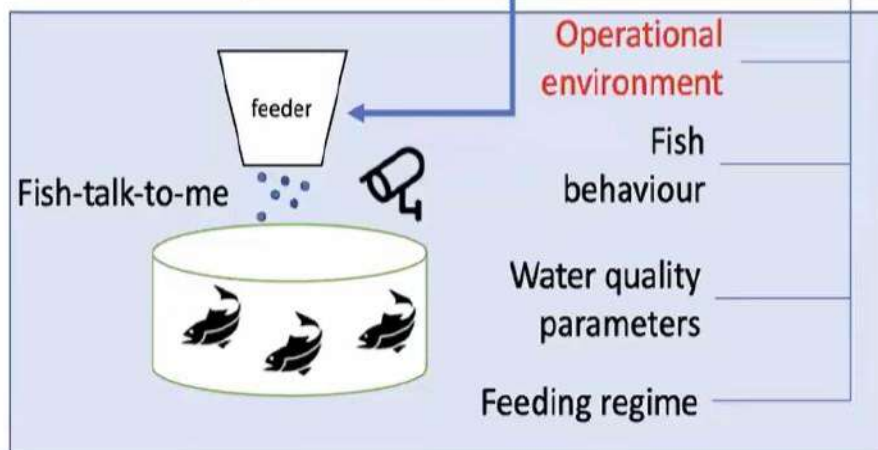 Operational
environment
feeder
Fish
behaviour
Fish-talk-to-me
Water quality
parameters
Feeding regime